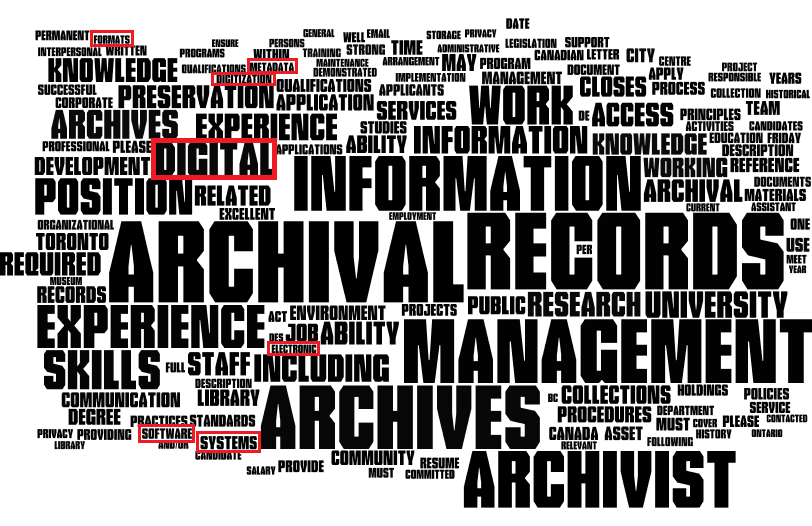 DATE
PERMANENT FORMATS
GENERAL WELL EMAIL STORAGE PRIVACY
INTERPERSONAL WRITTEN ENSURE PERSONS STRONG TIME ADMINISTRATIVE LEGISLATION SUPPORT
PROGRAMS WITHIN TRAINING CANADIAN LETTER CITY
KNOWLEDGE QUALIFICATIONS METADATA MAINTENANCE ARRANGEMENT MAY PROGRAM CENTRE
DEMONSTRATED DOCUMENT APPLY PROJECT
DIGITIZATION IMPLEMENTATION MANAGEMENT RESPONSIBLE YEARS
SUCCESSFUL PRESERVATION QUALIFICATIONS APPLICANTS WORK CLOSES PROCESS COLLECTION HISTORICAL
CORPORATE APPLICATION SERVICES DE ACCESS PRINCIPLES TEAM
ARCHIVES EXPERIENCE STUDIES ACTIVITIES CANDIDATES
PROFESSIONAL PLEASE DIGITAL APPLICATIONS ABILITY INFORMATION KNOWLEDGE EDUCATION FRIDAY
DESCRIPTION
DEVELOPMENT INFORMATION WORKING REFERENCE
POSITION RELATED ARCHIVAL DOCUMENTS
MATERIALS
EXCELLENT EMPLOYMENT CURRENT ASSISTANT
ORGANIZATIONAL ARCHIVAL RECORDS ONE
TORONTO PER USE
REQUIRED MEET
YEAR
MUSEUM
RECORDS
EXPERIENCE ACT ENVIRONMENT PROJECTS PUBLIC RESEARCH UNIVERSITY
DES JOB ABILITY MANAGEMENT
ELECTRONIC
SKILLS FULL STAFF INCLUDING
DESCRIPTION
COMMUNICATION LIBRARY ARCHIVES BC COLLECTIONS HOLDINGS POLICIES
DEGREE PROCEDURES DEPARTMENT SERVICE
PRACTICES STANDARDS MUST COVER PLEASE CONTACTED
PRIVACY PROVIDING SOFTWARE SYSTEMS CANADA ASSET HISTORY ONTARIO
LIBRARY AND/OR RELEVANT FOLLOWING
CANDIDATE COMMUNITY ARCHIVIST
SALARY PROVIDE RESUME
MUST COMMITTED